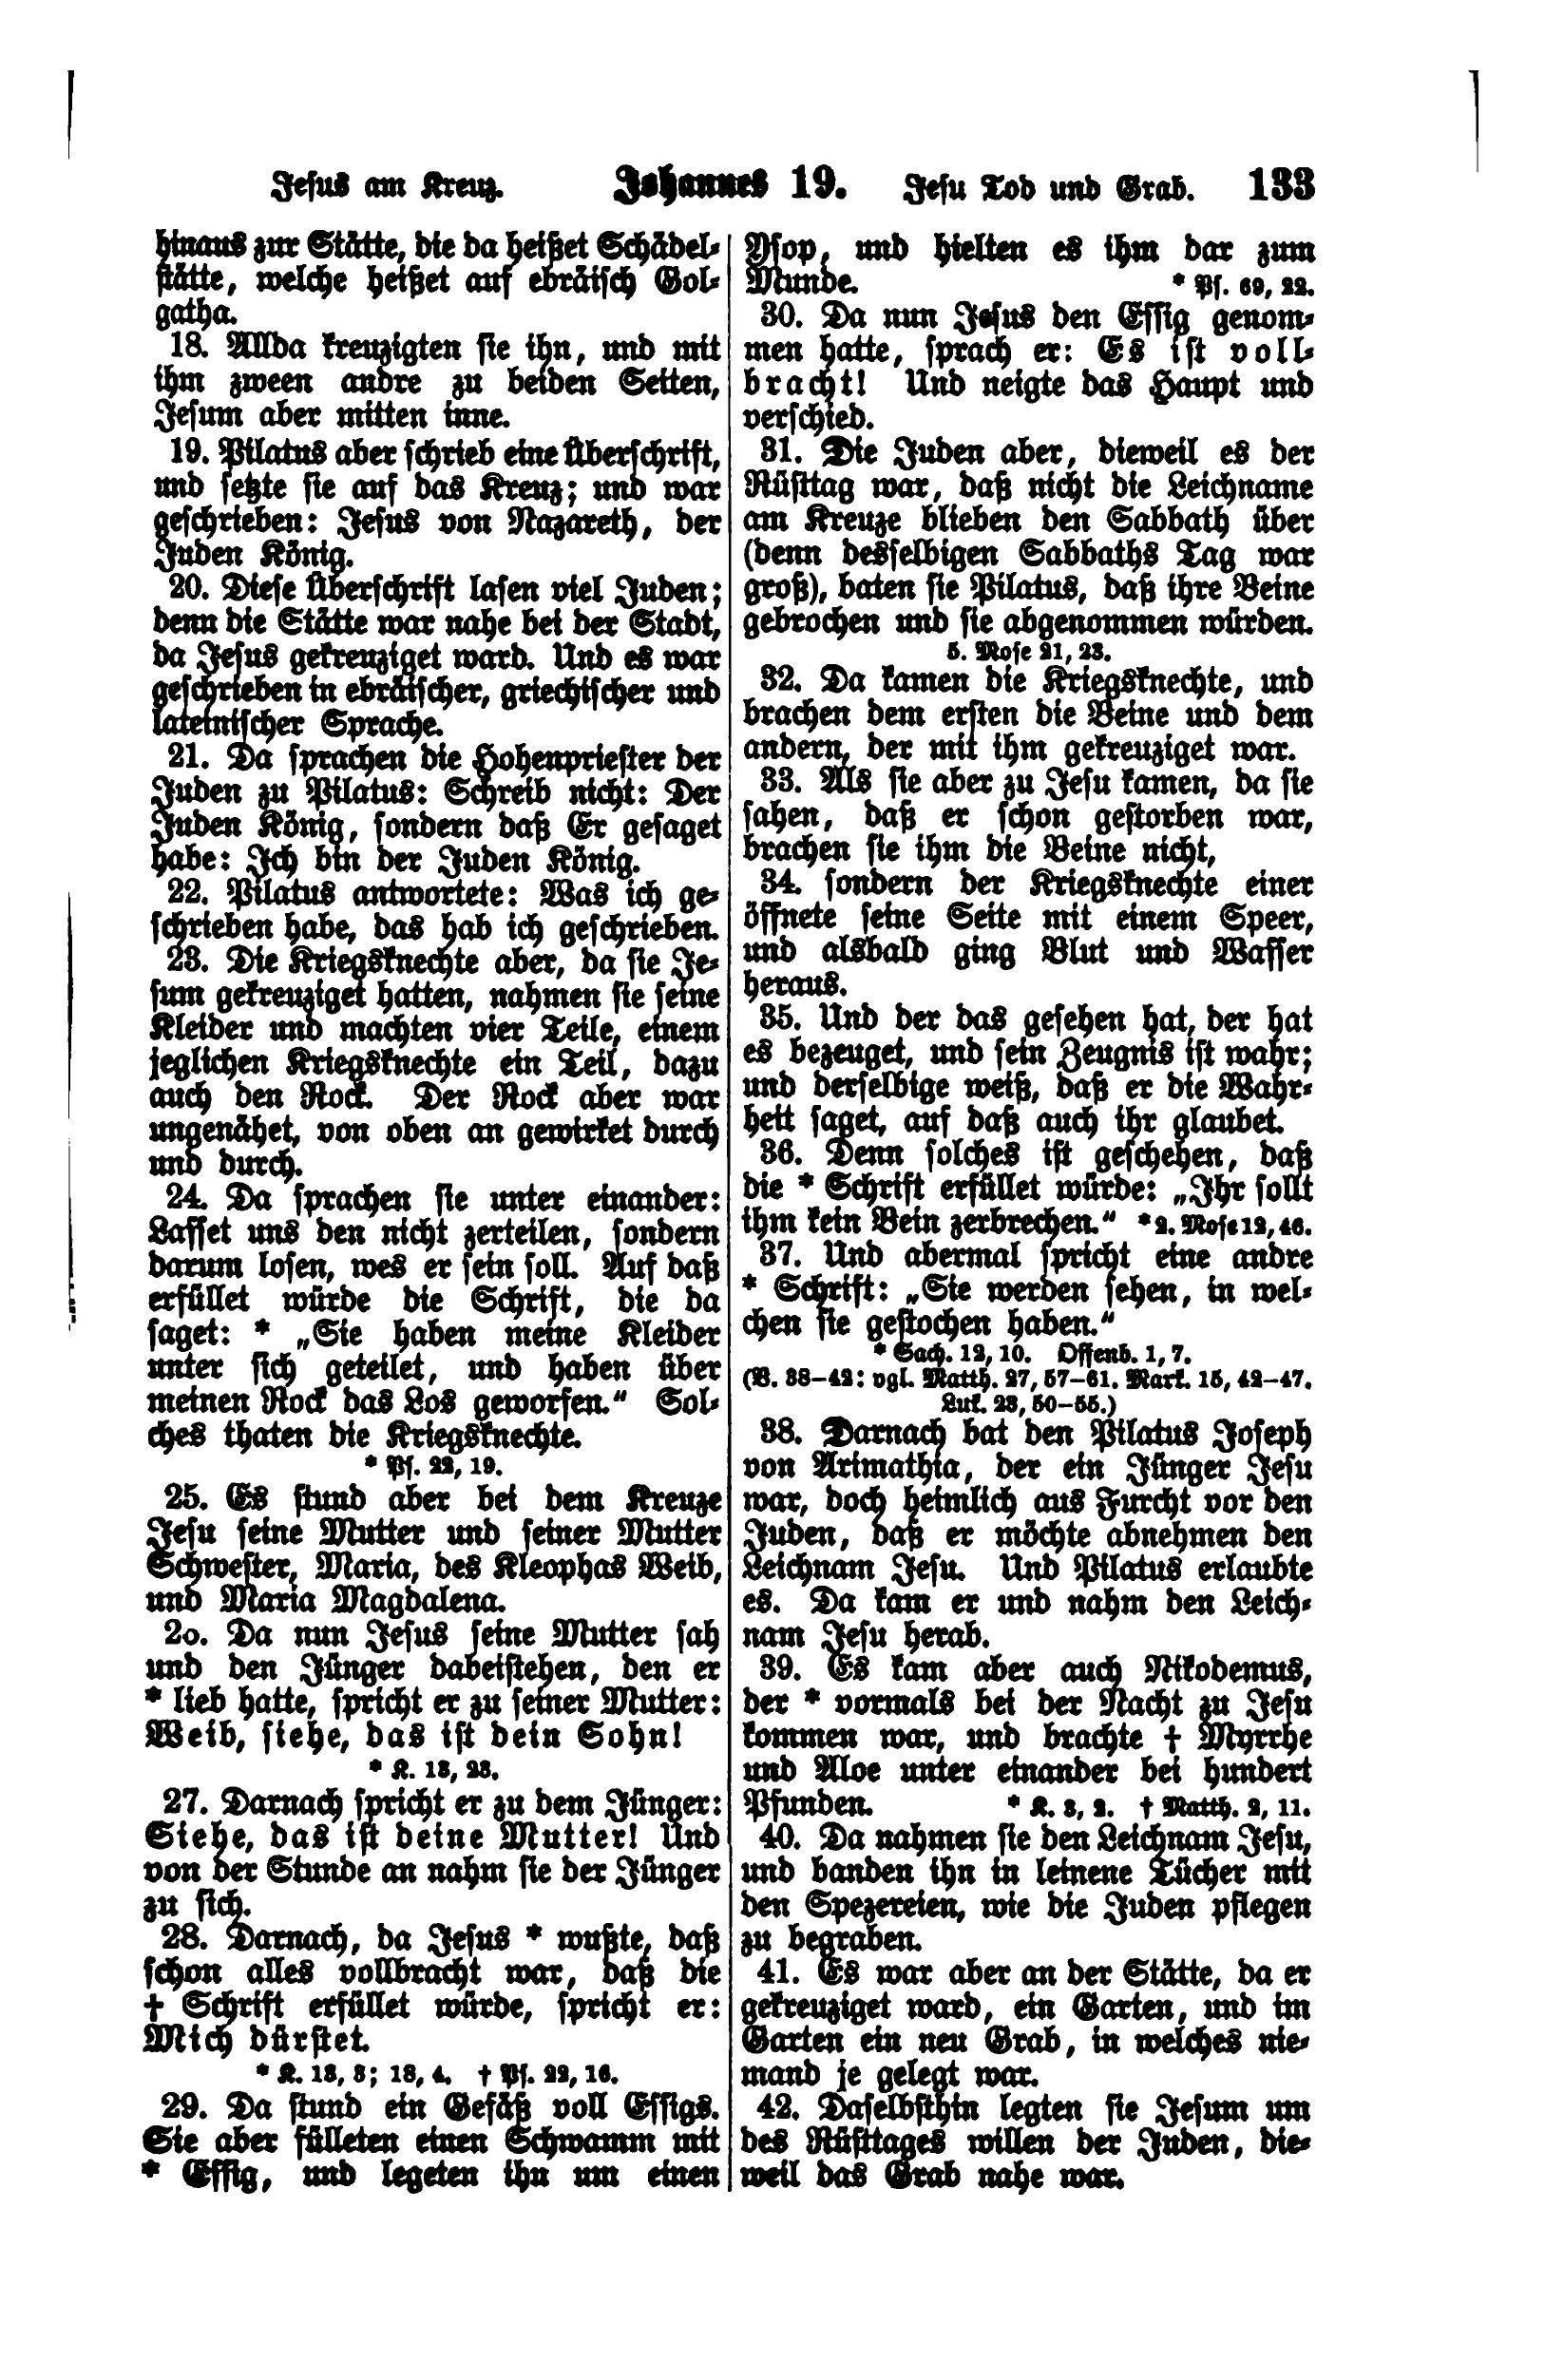 Jesus am Kreuz. Johannes 19. Jesu Tod und Grab. 133
hinaus zur Stätte, die da heißet Schädel-
stätte, welche heißet auf ebräisch Gol-
gatha.
18. Allda kreuzigten sie ihn, und mit
ihm zween andre zu beiden Seiten,
Jesum aber mitten inne.
19. Pilatus aber schrieb eine Überschrift,
und setzte sie auf das Kreuz; und war
geschrieben: Jesus von Nazareth, der
Juden König.
20. Diese Überschrift lasen viel Juden;
denn die Stätte war nahe bei der Stadt,
da Jesus gekreuziget ward. Und es war
geschrieben in ebräischer, griechischer und
lateinischer Sprache.
21. Da sprachen die Hohenpriester der
Juden zu Pilatus: Schreib nicht: Der
Juden König, sondern daß Er gesaget
habe: Ich bin der Juden König.
22. Pilatus antwortete: Was ich ge-
schrieben habe, das hab ich geschrieben.
23. Die Kriegsknechte aber, da sie Je-
sum gekreuziget hatten, nahmen sie seine
Kleider und machten vier Teile, einem
jeglichen Kriegsknechte ein Teil, dazu
auch den Rock. Der Rock aber war
ungenähet, von oben an gewirket durch
und durch.
24. Da sprachen sie unter einander:
Lasset uns den nicht zerteilen, sondern
darum losen, wes er sein soll. Auf daß
erfüllet würde die Schrift, die da
saget: * „Sie haben meine Kleider
unter sich geteilet, und haben über
meinen Rock das Los geworfen.“ Sol-
ches thaten die Kriegsknechte.
* Ps. 22, 19.
25. Es stund aber bei dem Kreuze
Jesu seine Mutter und seiner Mutter
Schwester, Maria, des Kleophas Weib,
und Maria Magdalena.
26. Da nun Jesus seine Mutter sah
und den Jünger dabeistehen, den er
* lieb hatte, spricht er zu seiner Mutter:
Weib, siehe, das ist dein Sohn!
* K. 13, 23.
27. Darnach spricht er zu dem Jünger:
Siehe, das ist deine Mutter! Und
von der Stunde an nahm sie der Jünger
zu sich.
28. Darnach, da Jesus * wußte, daß
schon alles vollbracht war, daß die
† Schrift erfüllet würde, spricht er:
Mich dürstet.
* K. 13, 3; 18, 4. † Ps. 22, 16.
29. Da stund ein Gefäß voll Essigs.
Sie aber fülleten einen Schwamm mit
* Essig, und legeten ihn um einen
Ysop, und hielten es ihm dar zum
Munde. * Ps. 69, 22.
30. Da nun Jesus den Essig genom-
men hatte, sprach er: Es ist voll-
bracht! Und neigte das Haupt und
verschied.
31. Die Juden aber, dieweil es der
Rüsttag war, daß nicht die Leichname
am Kreuze blieben den Sabbath über
(denn desselbigen Sabbaths Tag war
groß), baten sie Pilatus, daß ihre Beine
gebrochen und sie abgenommen würden.
5. Mose 21, 23.
32. Da kamen die Kriegsknechte, und
brachen dem ersten die Beine und dem
andern, der mit ihm gekreuziget war.
33. Als sie aber zu Jesu kamen, da sie
sahen, daß er schon gestorben war,
brachen sie ihm die Beine nicht,
34. sondern der Kriegsknechte einer
öffnete seine Seite mit einem Speer,
und alsbald ging Blut und Wasser
heraus.
35. Und der das gesehen hat, der hat
es bezeuget, und sein Zeugnis ist wahr;
und derselbige weiß, daß er die Wahr-
heit saget, auf daß auch ihr glaubet.
36. Denn solches ist geschehen, daß
die * Schrift erfüllet würde: „Ihr sollt
ihm kein Bein zerbrechen.“ * 2. Mose 12, 46.
37. Und abermal spricht eine andre
* Schrift: „Sie werden sehen, in wel-
chen sie gestochen haben.“
* Sach. 12, 10. Offenb. 1, 7.
(V. 38–42: vgl. Matth. 27, 57–61. Mark. 15, 42–47.
Luk. 23, 50–55.)
38. Darnach bat den Pilatus Joseph
von Arimathia, der ein Jünger Jesu
war, doch heimlich aus Furcht vor den
Juden, daß er möchte abnehmen den
Leichnam Jesu. Und Pilatus erlaubte
es. Da kam er und nahm den Leich-
nam Jesu herab.
39. Es kam aber auch Nikodemus,
der * vormals bei der Nacht zu Jesu
kommen war, und brachte † Myrrhe
und Aloe unter einander bei hundert
Pfunden. * K. 3, 2. † Matth. 2, 11.
40. Da nahmen sie den Leichnam Jesu,
und banden ihn in leinene Tücher mit
den Spezereien, wie die Juden pflegen
zu begraben.
41. Es war aber an der Stätte, da er
gekreuziget ward, ein Garten, und im
Garten ein neu Grab, in welches nie-
mand je gelegt war.
42. Daselbsthin legten sie Jesum um
des Rüsttages willen der Juden, die-
weil das Grab nahe war.